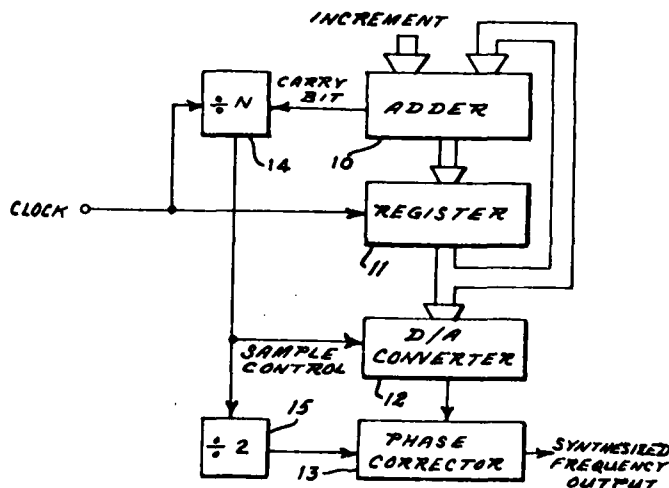 INCREMENT
÷ N
CARRY
BIT
ADDER
14
10
CLOCK
REGISTER
11
D/A
CONVERTER
SAMPLE
CONTROL
12
15
÷ 2
PHASE
CORRECTOR
13
SYNTHESIZED
FREQUENCY
OUTPUT